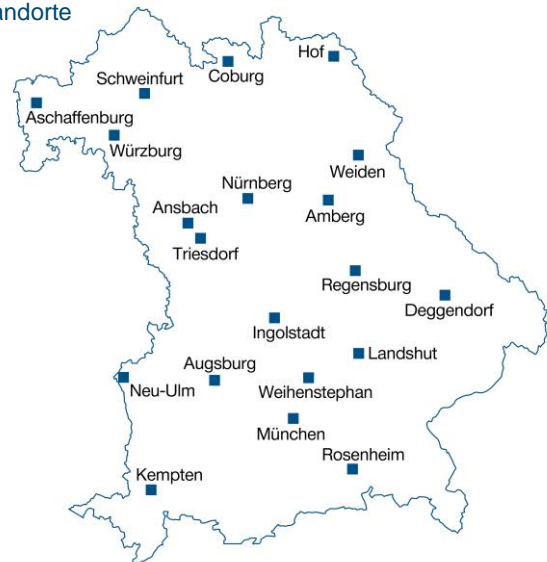 andorte
Hof
Coburg
Schweinfurt
Aschaffenburg
Würzburg
Weiden
Nürnberg
Amberg
Ansbach
Triesdorf
Regensburg
Deggendorf
Ingolstadt
Landshut
Augsburg
Neu-Ulm
Weihenstephan
München
Rosenheim
Kempten